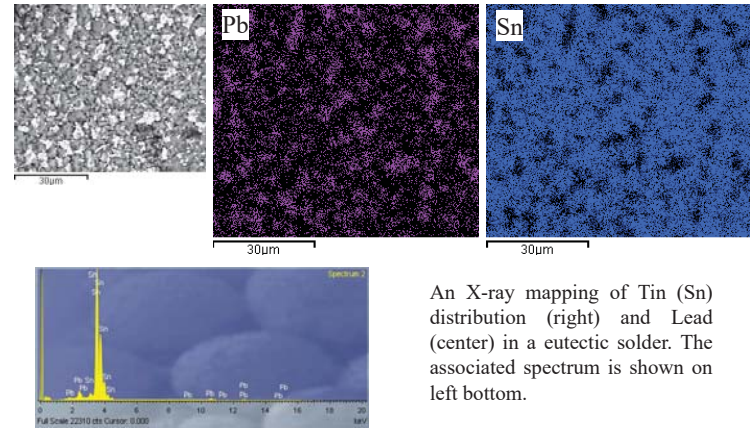 Pb
Sn
30μm
30μm
30μm
Spectrum 2
Sn
Sn
Sn
Sn
Pb Sn
Pb Pb Sn
Pb Pb Pb Pb Pb Pb
0 2 4 6 8 10 12 14 16 18 20
Full Scale 22310 cts Cursor: 0.000 keV
An X-ray mapping of Tin (Sn)
distribution (right) and Lead
(center) in a eutectic solder. The
associated spectrum is shown on
left bottom.